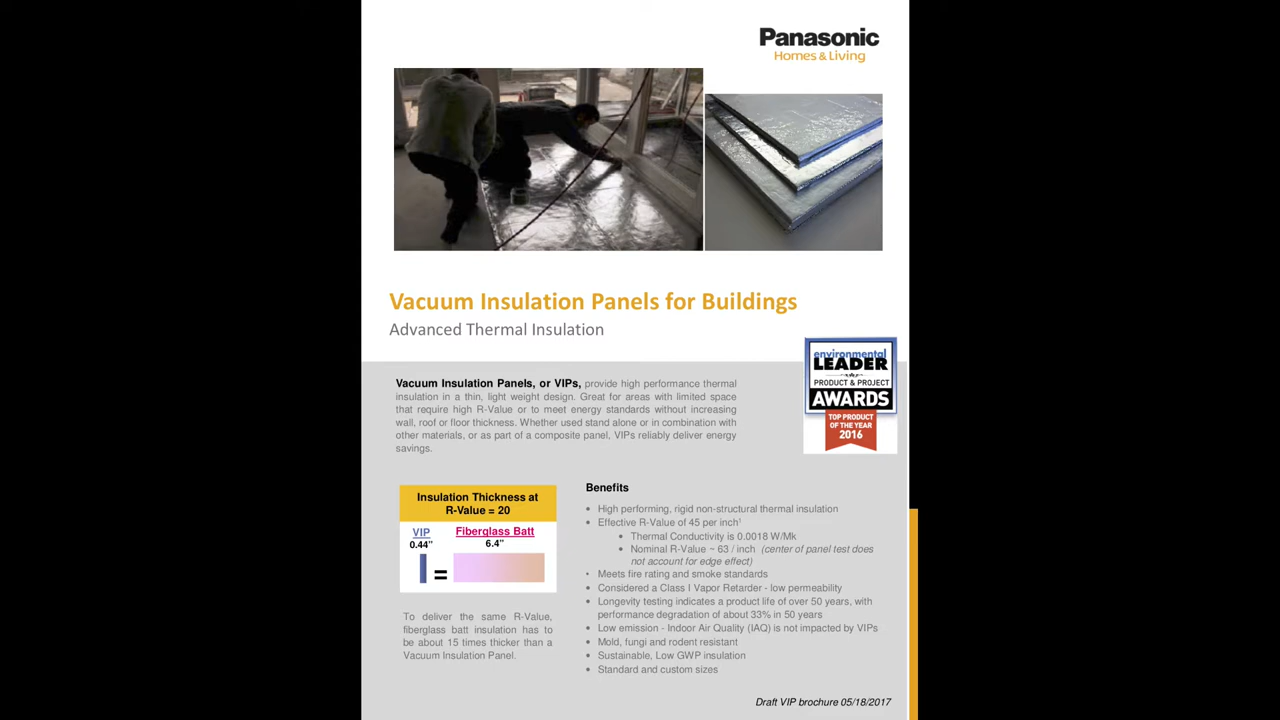 Panasonic
Homes & Living
Vacuum Insulation Panels for Buildings
Advanced Thermal Insulation
environmental
LEADER
PRODUCT & PROJECT
AWARDS
TOP PRODUCT
OF THE YEAR
2016
Vacuum Insulation Panels, or VIPs, provide high performance thermal
insulation in a thin, light weight design. Great for areas with limited space
that require high R-Value or to meet energy standards without increasing
wall, roof or floor thickness. Whether used stand alone or in combination with
other materials, or as part of a composite panel, VIPs reliably deliver energy
savings.
Insulation Thickness at
R-Value = 20
VIP
0.44"
Fiberglass Batt
6.4"
=
To deliver the same R-Value,
fiberglass batt insulation has to
be about 15 times thicker than a
Vacuum Insulation Panel.
Benefits
• High performing, rigid non-structural thermal insulation
• Effective R-Value of 45 per inch¹
• Thermal Conductivity is 0.0018 W/Mk
• Nominal R-Value ~ 63 / inch (center of panel test does
not account for edge effect)
• Meets fire rating and smoke standards
• Considered a Class I Vapor Retarder - low permeability
• Longevity testing indicates a product life of over 50 years, with
performance degradation of about 33% in 50 years
• Low emission - Indoor Air Quality (IAQ) is not impacted by VIPs
• Mold, fungi and rodent resistant
• Sustainable, Low GWP insulation
• Standard and custom sizes
Draft VIP brochure 05/18/2017